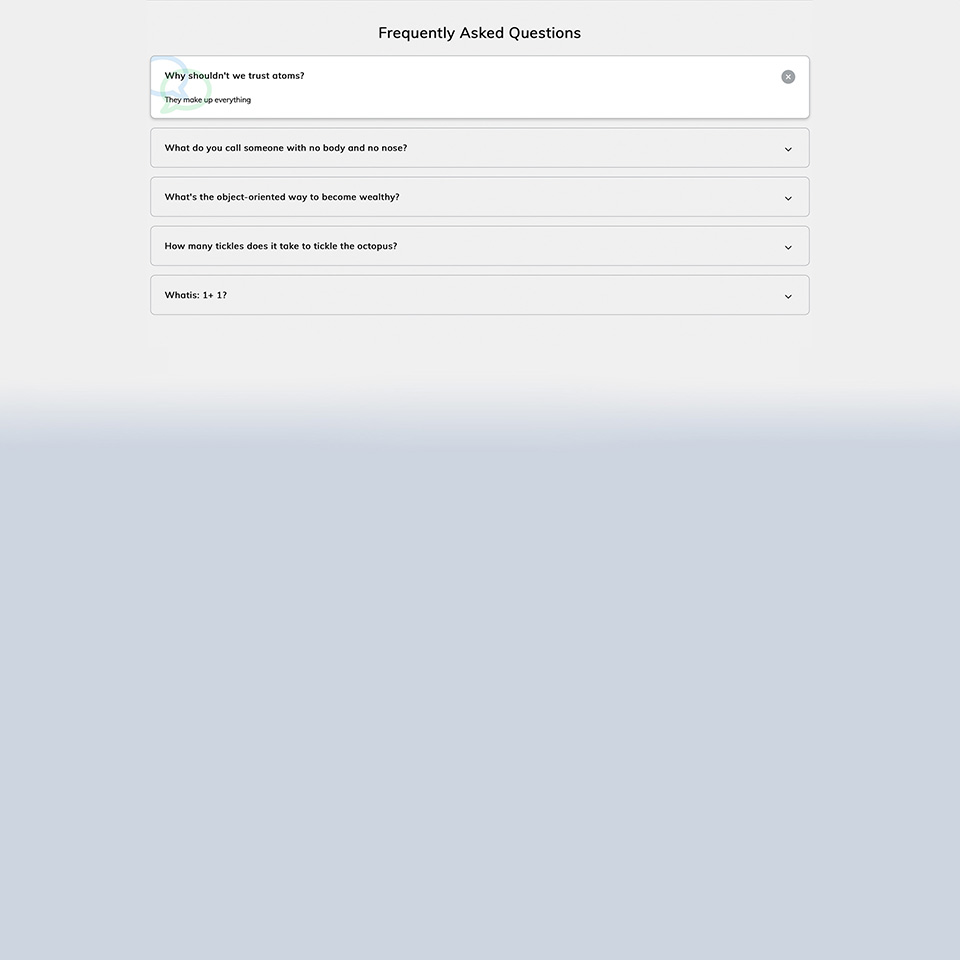 Frequently Asked Questions
Why shouldn't we trust atoms?
They make up everything
What do you call someone with no body and no nose?
What's the object-oriented way to become wealthy?
How many tickles does it take to tickle the octopus?
Whatis: 1+ 1?